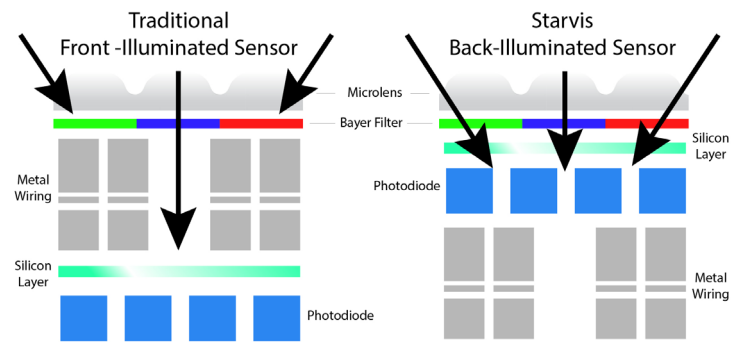 Traditional
Front -Illuminated Sensor
Starvis
Back-Illuminated Sensor
Microlens
Bayer Filter
Metal
Wiring
Silicon
Layer
Photodiode
Silicon
Layer
Photodiode
Metal
Wiring